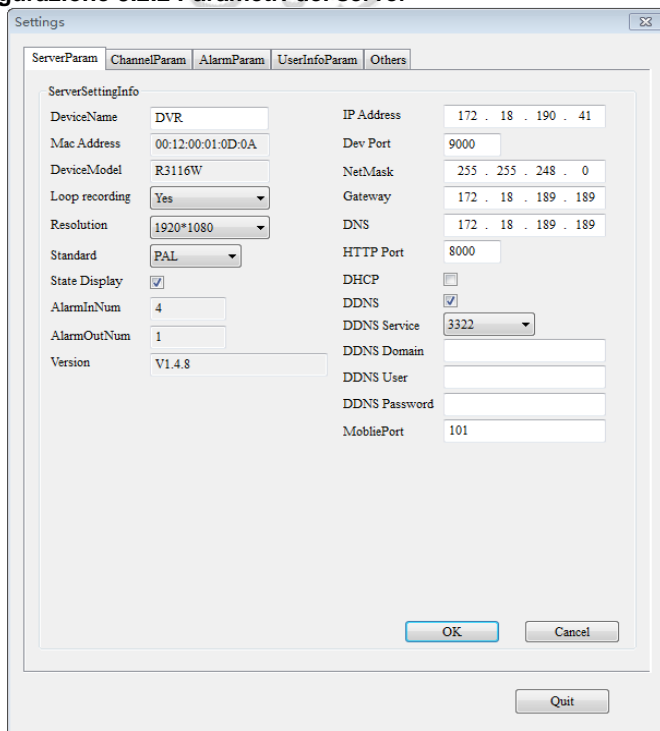 Settings
ServerParam ChannelParam AlarmParam UserInfoParam Others
ServerSettingInfo
DeviceName DVR
Mac Address 00:12:00:01:0D:0A
DeviceModel R3116W
Loop recording Yes
Resolution 1920*1080
Standard PAL
State Display
AlarmInNum 4
AlarmOutNum 1
Version V1.4.8
IP Address 172 . 18 . 190 . 41
Dev Port 9000
NetMask 255 . 255 . 248 . 0
Gateway 172 . 18 . 189 . 189
DNS 172 . 18 . 189 . 189
HTTP Port 8000
DHCP
DDNS
DDNS Service 3322
DDNS Domain
DDNS User
DDNS Password
MobliePort 101
OK Cancel
Quit